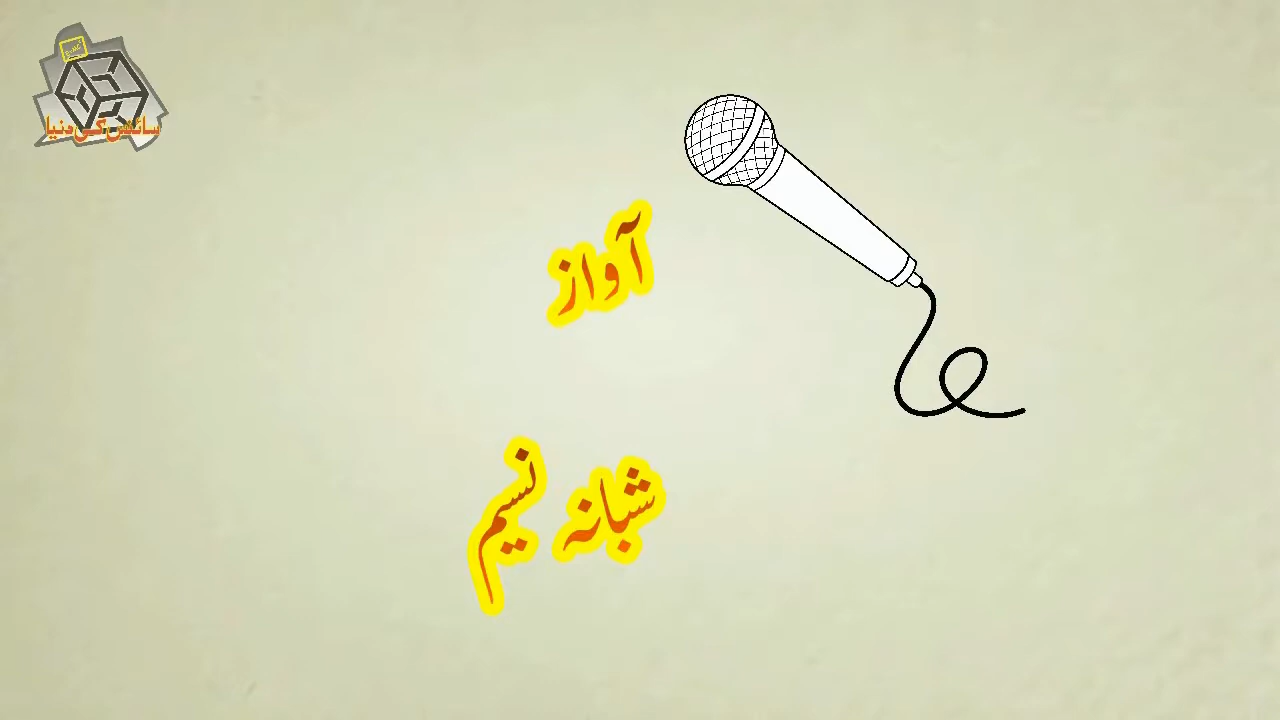 سائنس کی دنیا
آواز
شبانہ نسیم